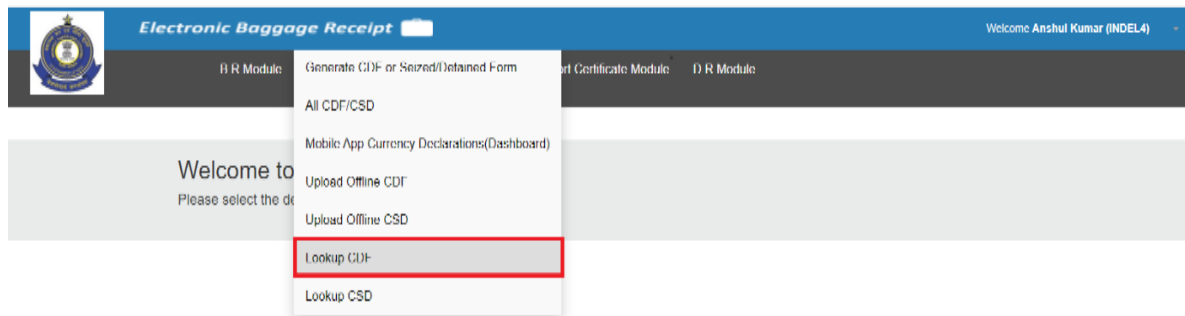 Electronic Baggage Receipt
Welcome Anshul Kumar (INDEL4)
B R Module
Generate CDF or Seized/Detained Form
ort Certificate Module
D R Module
All CDF/CSD
Mobile App Currency Declarations(Dashboard)
Welcome to
Upload Offline CDF
Please select the de
Upload Offline CSD
Lookup CDF
Lookup CSD